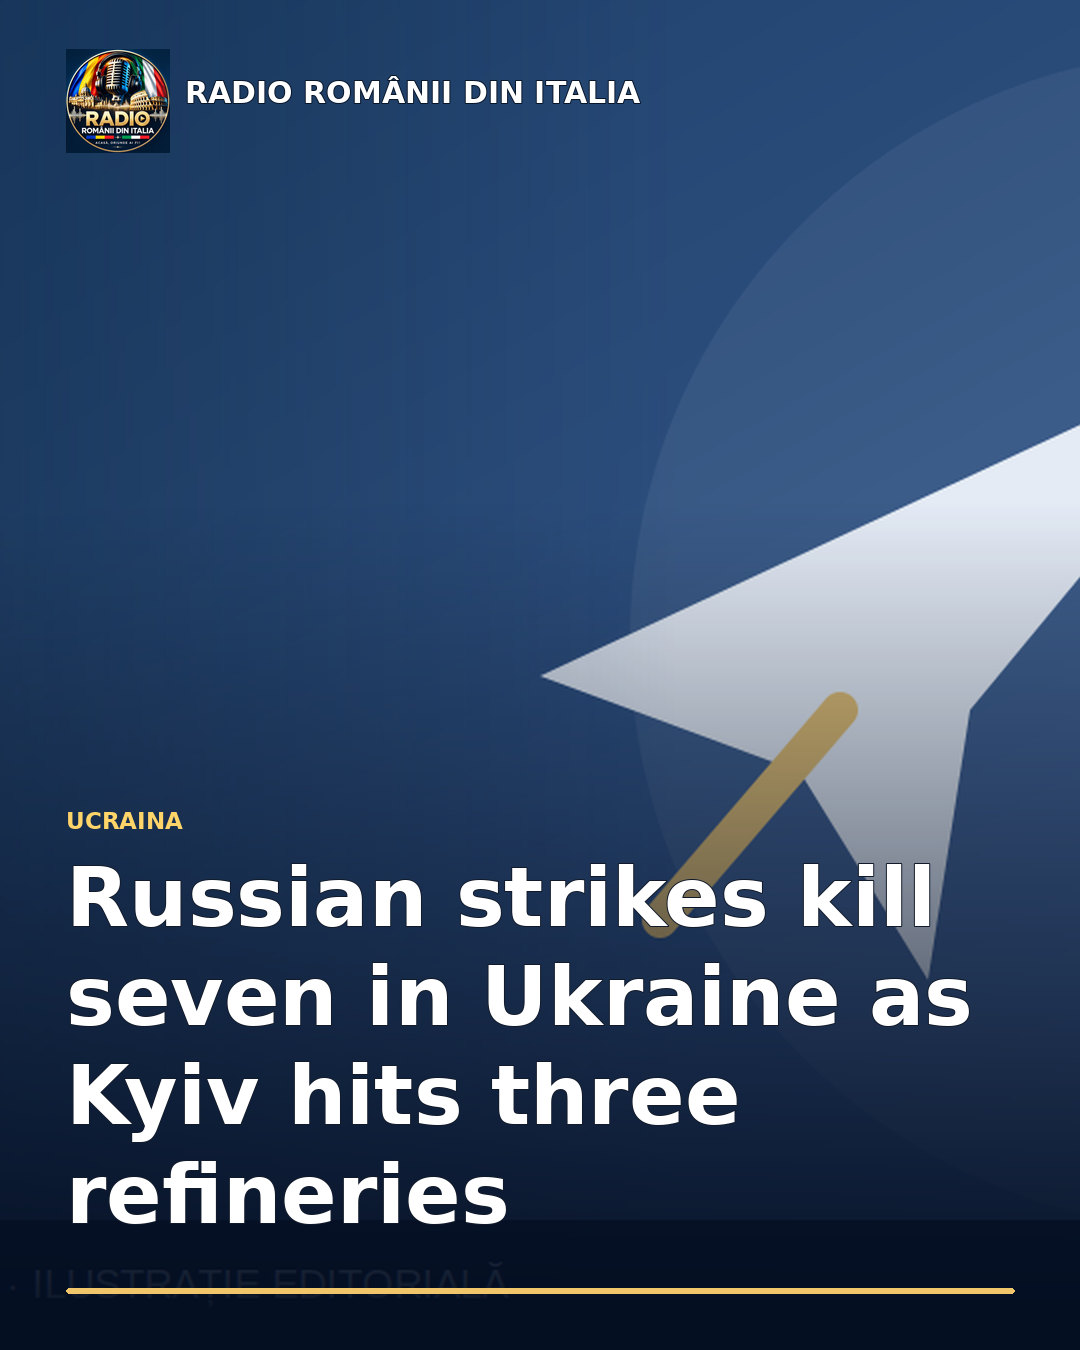 RADIO
ROMÂNII DIN ITALIA
RADIO ROMÂNII DIN ITALIA
UCRAINA
Russian strikes kill
seven in Ukraine as
Kyiv hits three
refineries
· ILUSTRAȚIE EDITORIALĂ